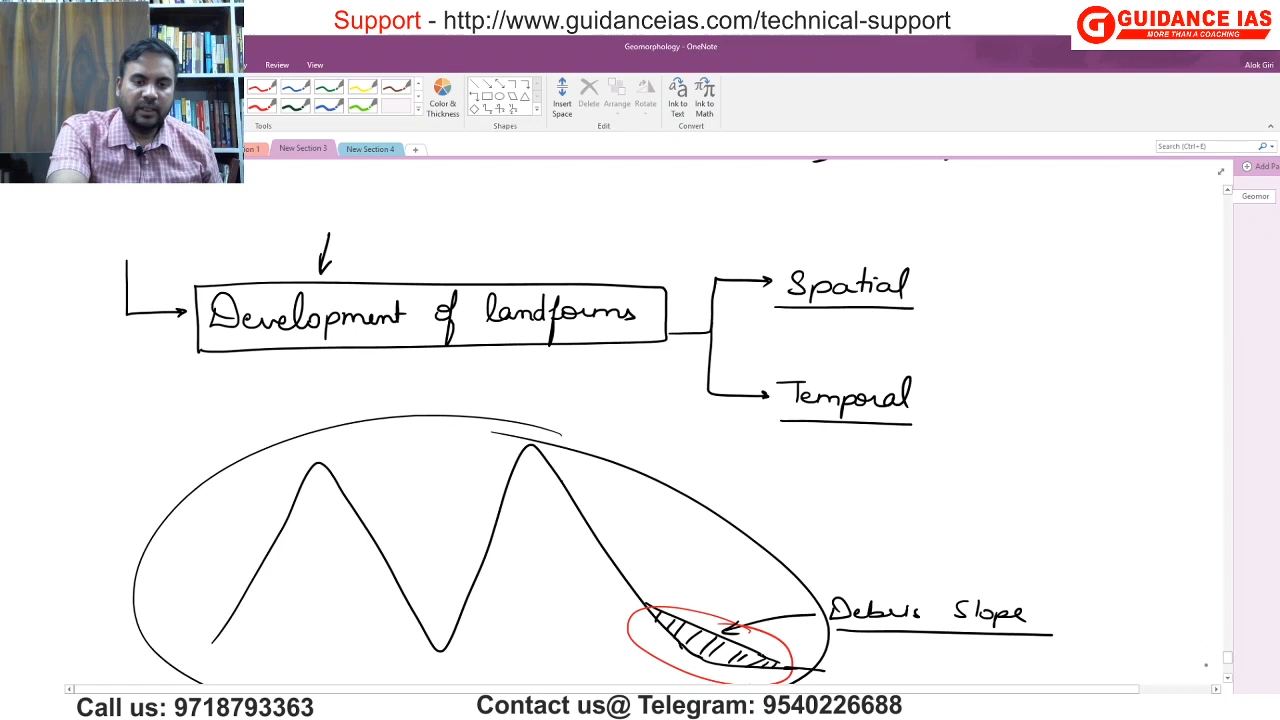 Support - http://www.guidanceias.com/technical-support
GUIDANCE IAS
MORE THAN A COACHING
Geomorphology - OneNote
Alok Giri
Review View
Color & Thickness
Insert Space
Delete
Arrange
Rotate
Ink to Text
Ink to Math
Tools
Shapes
Edit
Convert
New Section 3
New Section 4
Search (Ctrl+E)
Geomor
Development of landforms
Spatial
Temporal
Debris Slope
Call us: 9718793363
Contact us@ Telegram: 9540226688